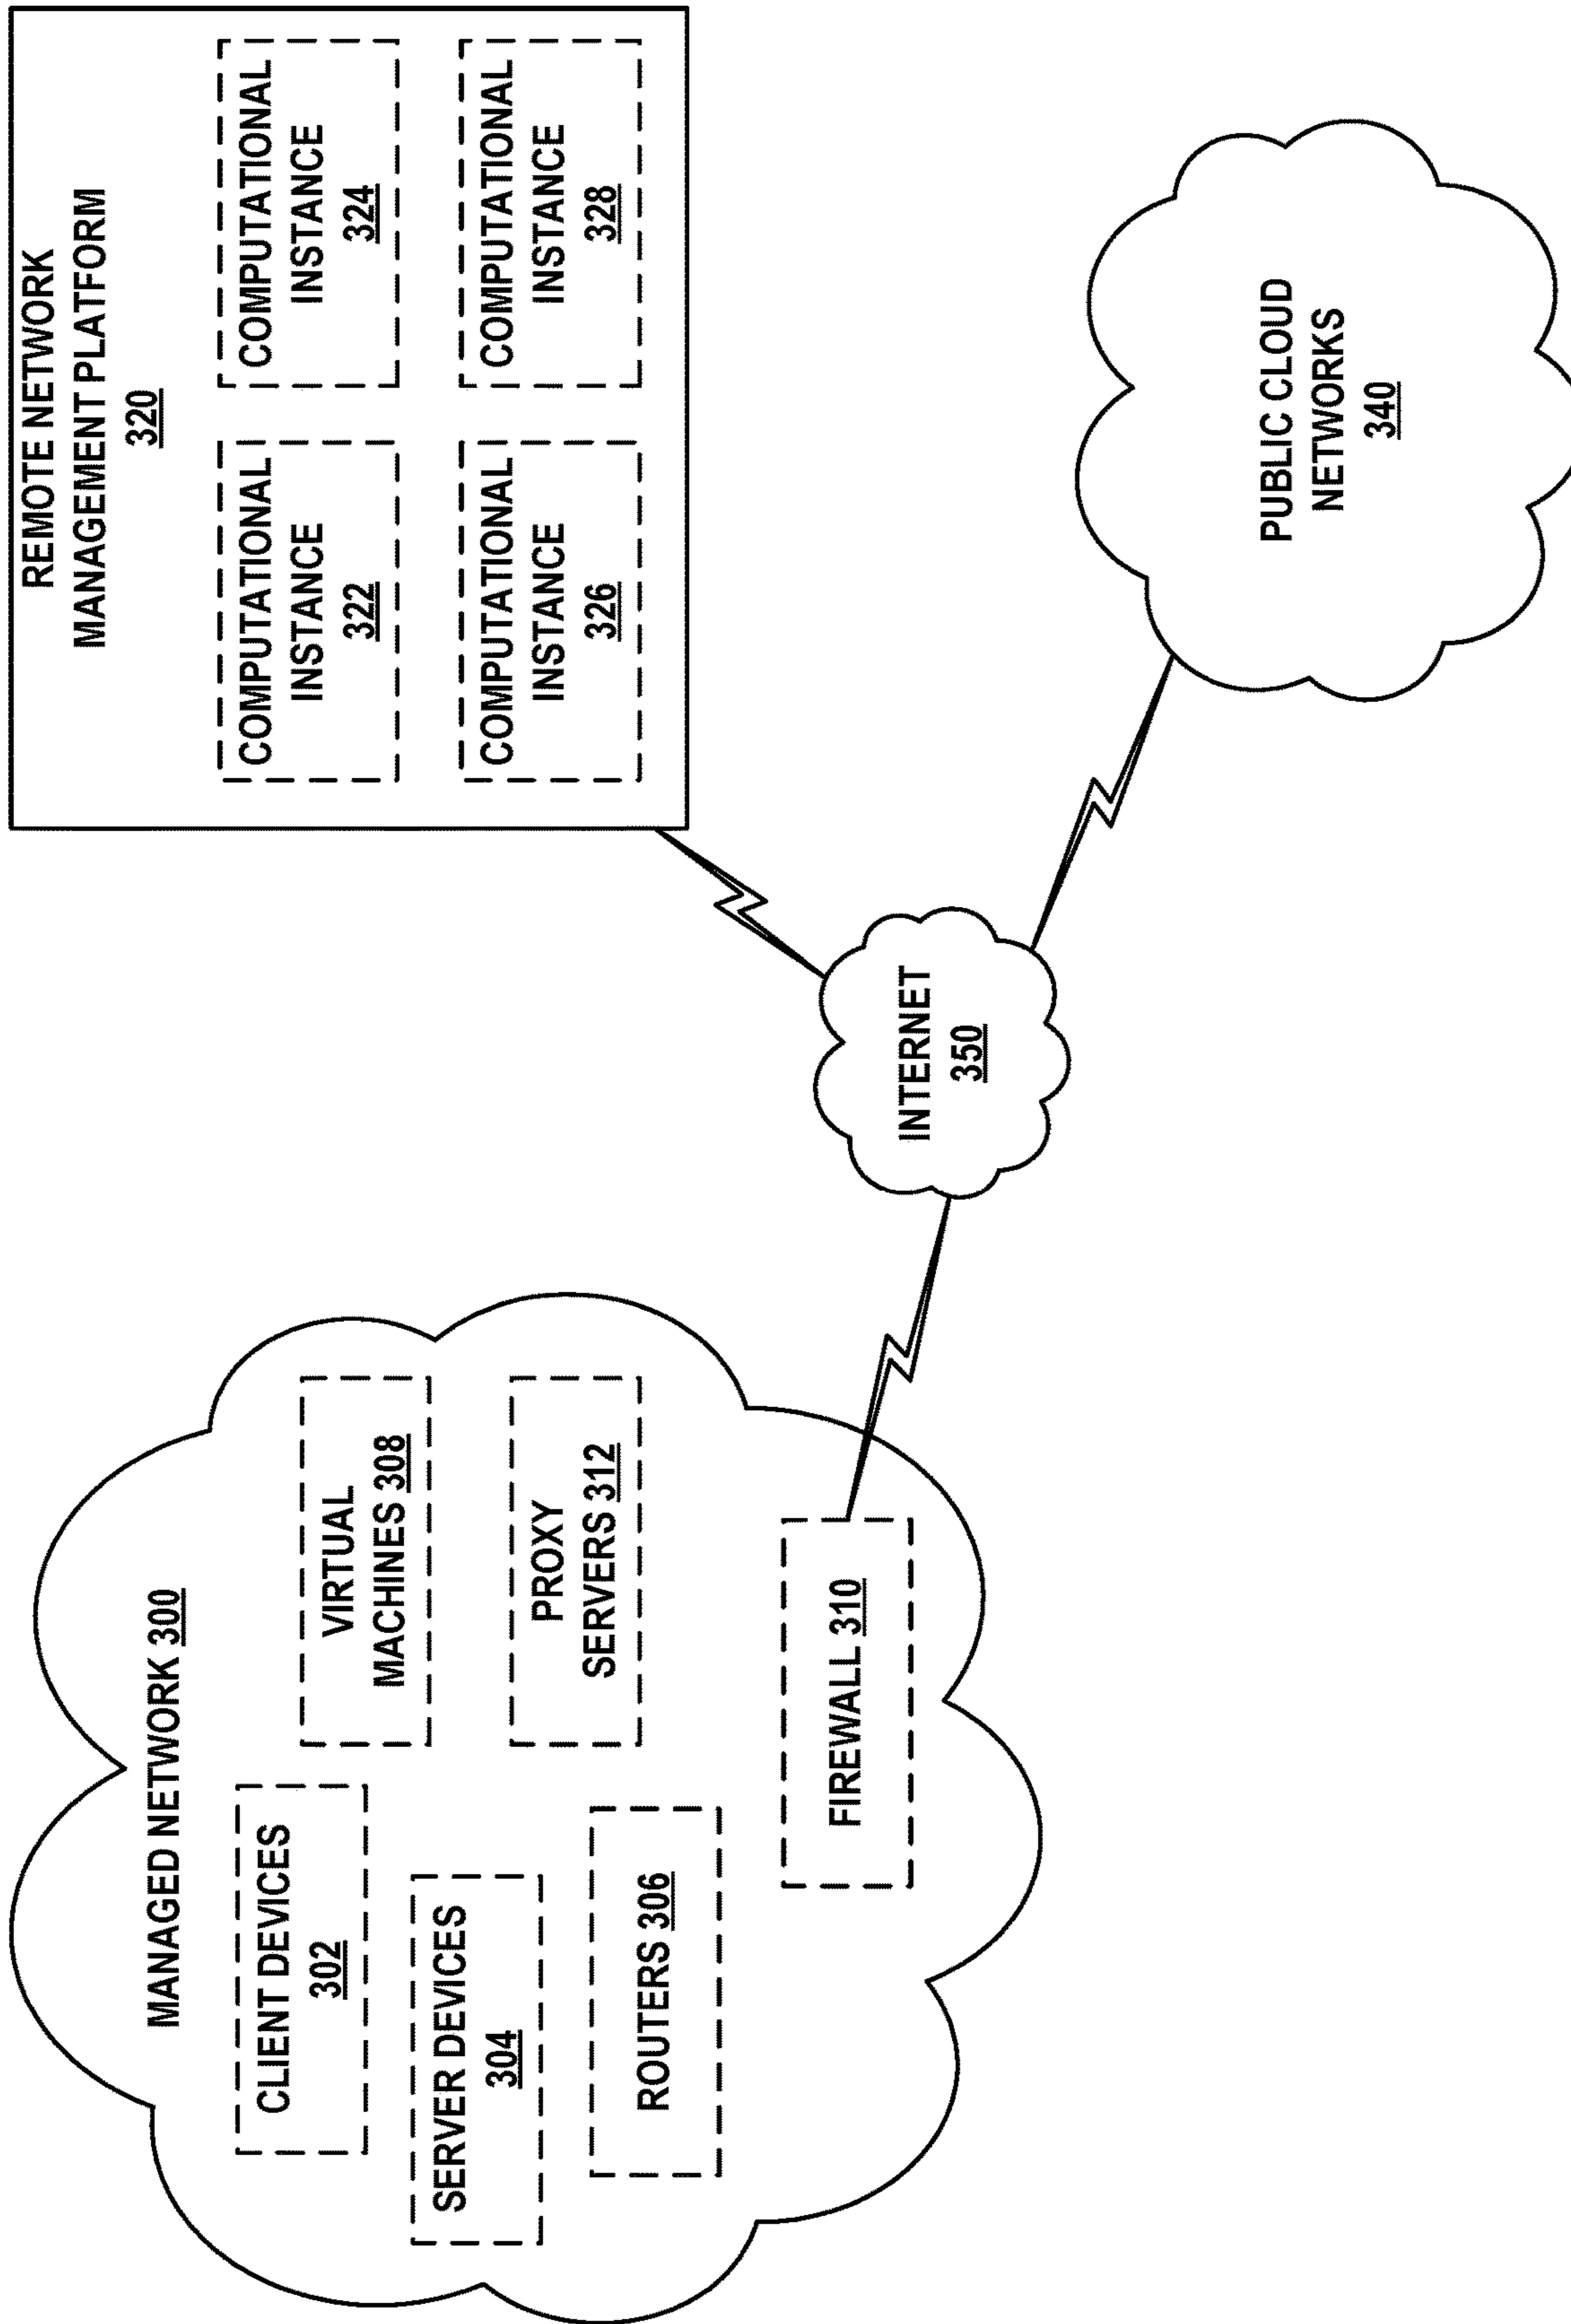 MANAGED NETWORK 300
CLIENT DEVICES
302
SERVER DEVICES
304
ROUTERS 306
VIRTUAL
MACHINES 308
PROXY
SERVERS 312
FIREWALL 310
INTERNET
350
REMOTE NETWORK
MANAGEMENT PLATFORM
320
COMPUTATIONAL
INSTANCE
322
COMPUTATIONAL
INSTANCE
324
COMPUTATIONAL
INSTANCE
326
COMPUTATIONAL
INSTANCE
328
PUBLIC CLOUD
NETWORKS
340